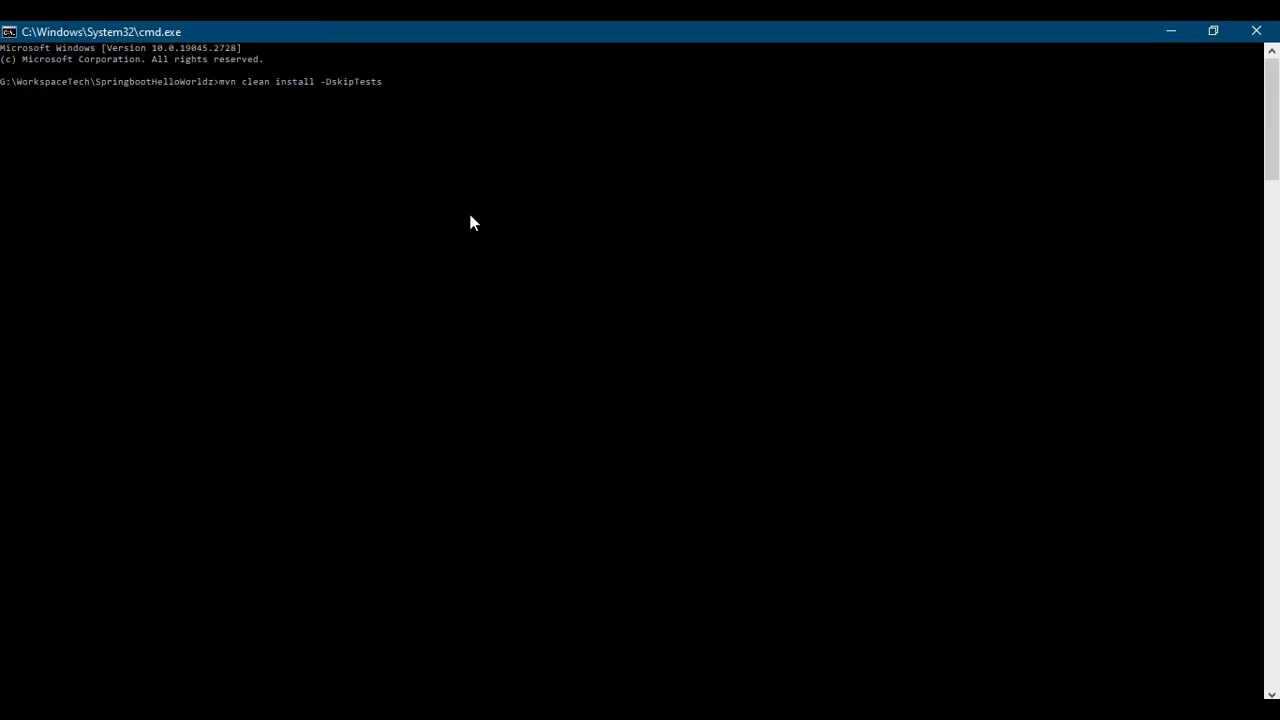 C:\Windows\System32\cmd.exe
Microsoft Windows [Version 10.0.19045.2728]
(c) Microsoft Corporation. All rights reserved.
G:\WorkspaceTech\SpringbootHelloWorldz>mvn clean install -DskipTests